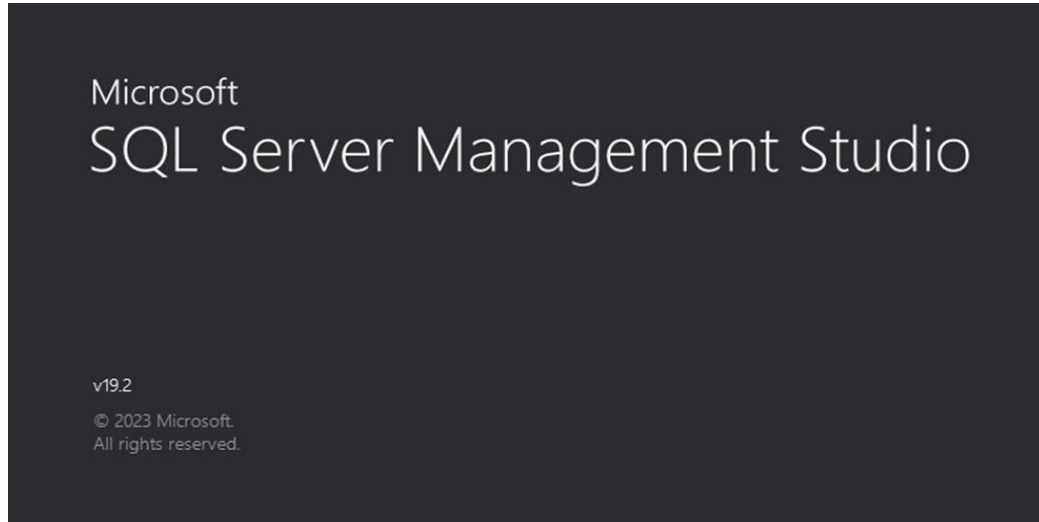 Microsoft
SQL Server Management Studio
v19.2
© 2023 Microsoft.
All rights reserved.